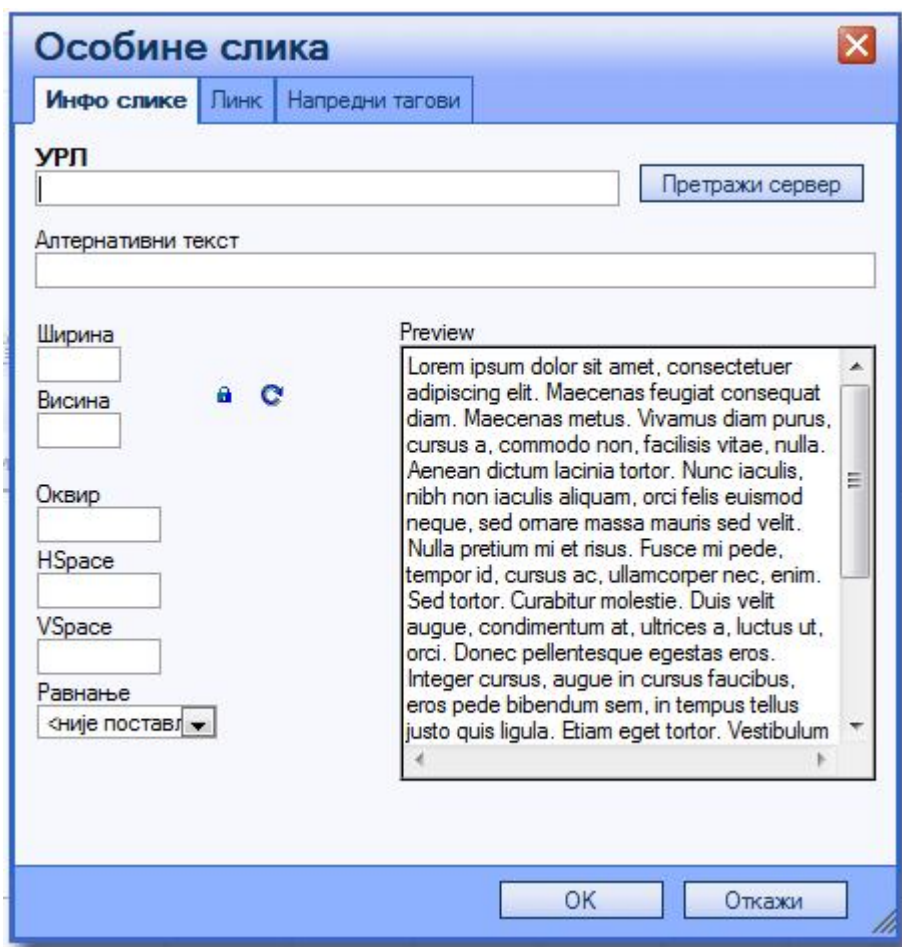 Особине слика
Инфо слике Линк Напредни тагови
УРЛ
Претражи сервер
Алтернативни текст
Ширина
Висина
Оквир
HSpace
VSpace
Равнање
<није постав
Preview
Lorem ipsum dolor sit amet, consectetuer
adipiscing elit. Maecenas feugiat consequat
diam. Maecenas metus. Vivamus diam purus,
cursus a, commodo non, facilisis vitae, nulla.
Aenean dictum lacinia tortor. Nunc iaculis,
nibh non iaculis aliquam, orci felis euismod
neque, sed ornare massa mauris sed velit.
Nulla pretium mi et risus. Fusce mi pede,
tempor id, cursus ac, ullamcorper nec, enim.
Sed tortor. Curabitur molestie. Duis velit
augue, condimentum at, ultrices a, luctus ut,
orci. Donec pellentesque egestas eros.
Integer cursus, augue in cursus faucibus,
eros pede bibendum sem, in tempus tellus
justo quis ligula. Etiam eget tortor. Vestibulum
OK Откажи